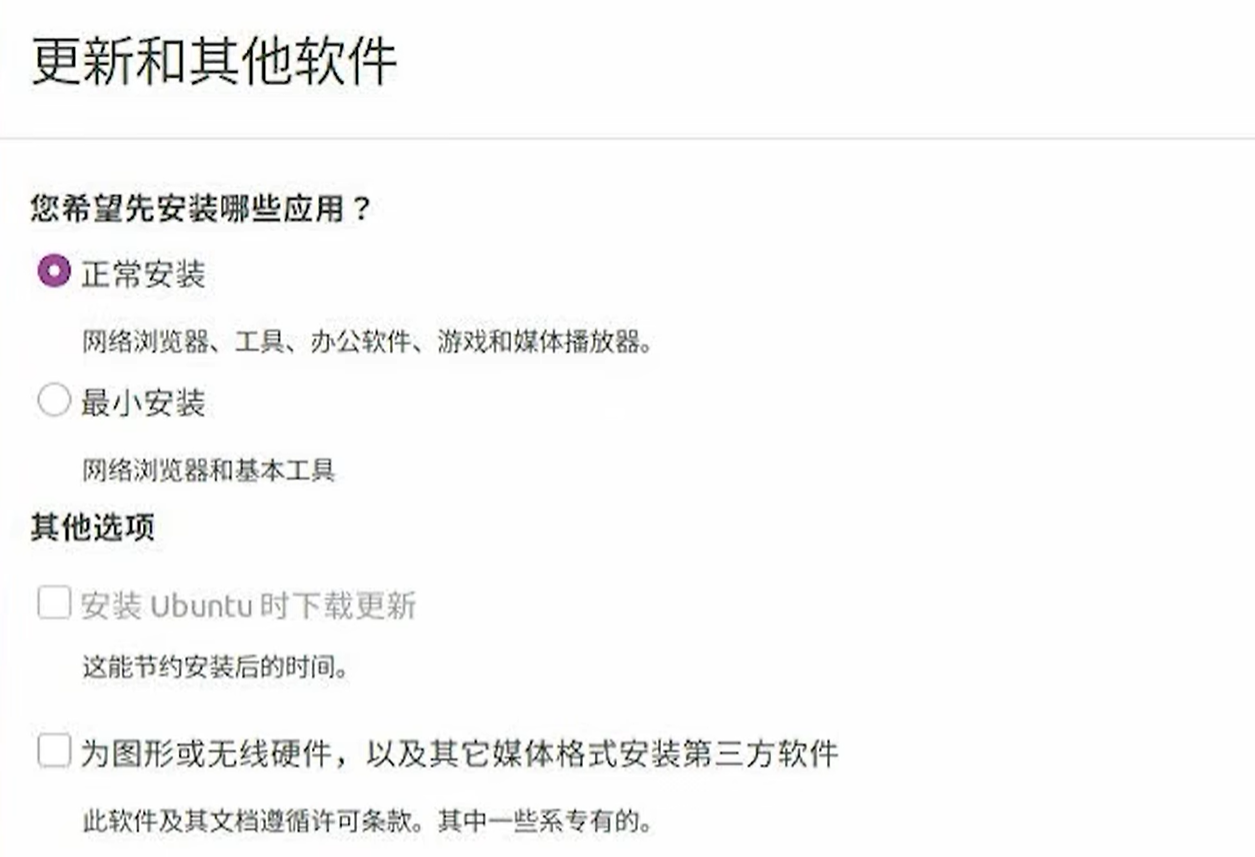 更新和其他软件
您希望先安装哪些应用？
正常安装
网络浏览器、工具、办公软件、游戏和媒体播放器。
最小安装
网络浏览器和基本工具
其他选项
安装 Ubuntu 时下载更新
这能节约安装后的时间。
为图形或无线硬件，以及其它媒体格式安装第三方软件
此软件及其文档遵循许可条款。其中一些系专有的。